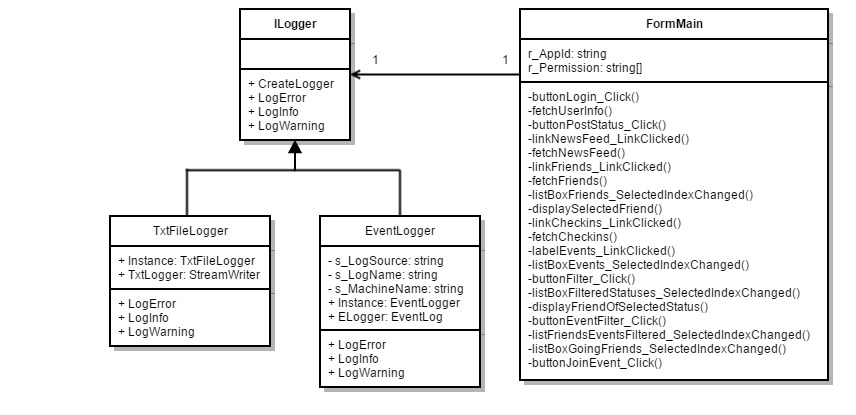 ILogger
+ CreateLogger
+ LogError
+ LogInfo
+ LogWarning
1
1
FormMain
r_AppId: string
r_Permission: string[]
-buttonLogin_Click()
-fetchUserInfo()
-buttonPostStatus_Click()
-linkNewsFeed_LinkClicked()
-fetchNewsFeed()
-linkFriends_LinkClicked()
-fetchFriends()
-listBoxFriends_SelectedIndexChanged()
-displaySelectedFriend()
-linkCheckins_LinkClicked()
-fetchCheckins()
-labelEvents_LinkClicked()
-listBoxEvents_SelectedIndexChanged()
-buttonFilter_Click()
-listBoxFilteredStatuses_SelectedIndexChanged()
-displayFriendOfSelectedStatus()
-buttonEventFilter_Click()
-listFriendsEventsFiltered_SelectedIndexChanged()
-listBoxGoingFriends_SelectedIndexChanged()
-buttonJoinEvent_Click()
TxtFileLogger
+ Instance: TxtFileLogger
+ TxtLogger: StreamWriter
+ LogError
+ LogInfo
+ LogWarning
EventLogger
- s_LogSource: string
- s_LogName: string
- s_MachineName: string
+ Instance: EventLogger
+ ELogger: EventLog
+ LogError
+ LogInfo
+ LogWarning